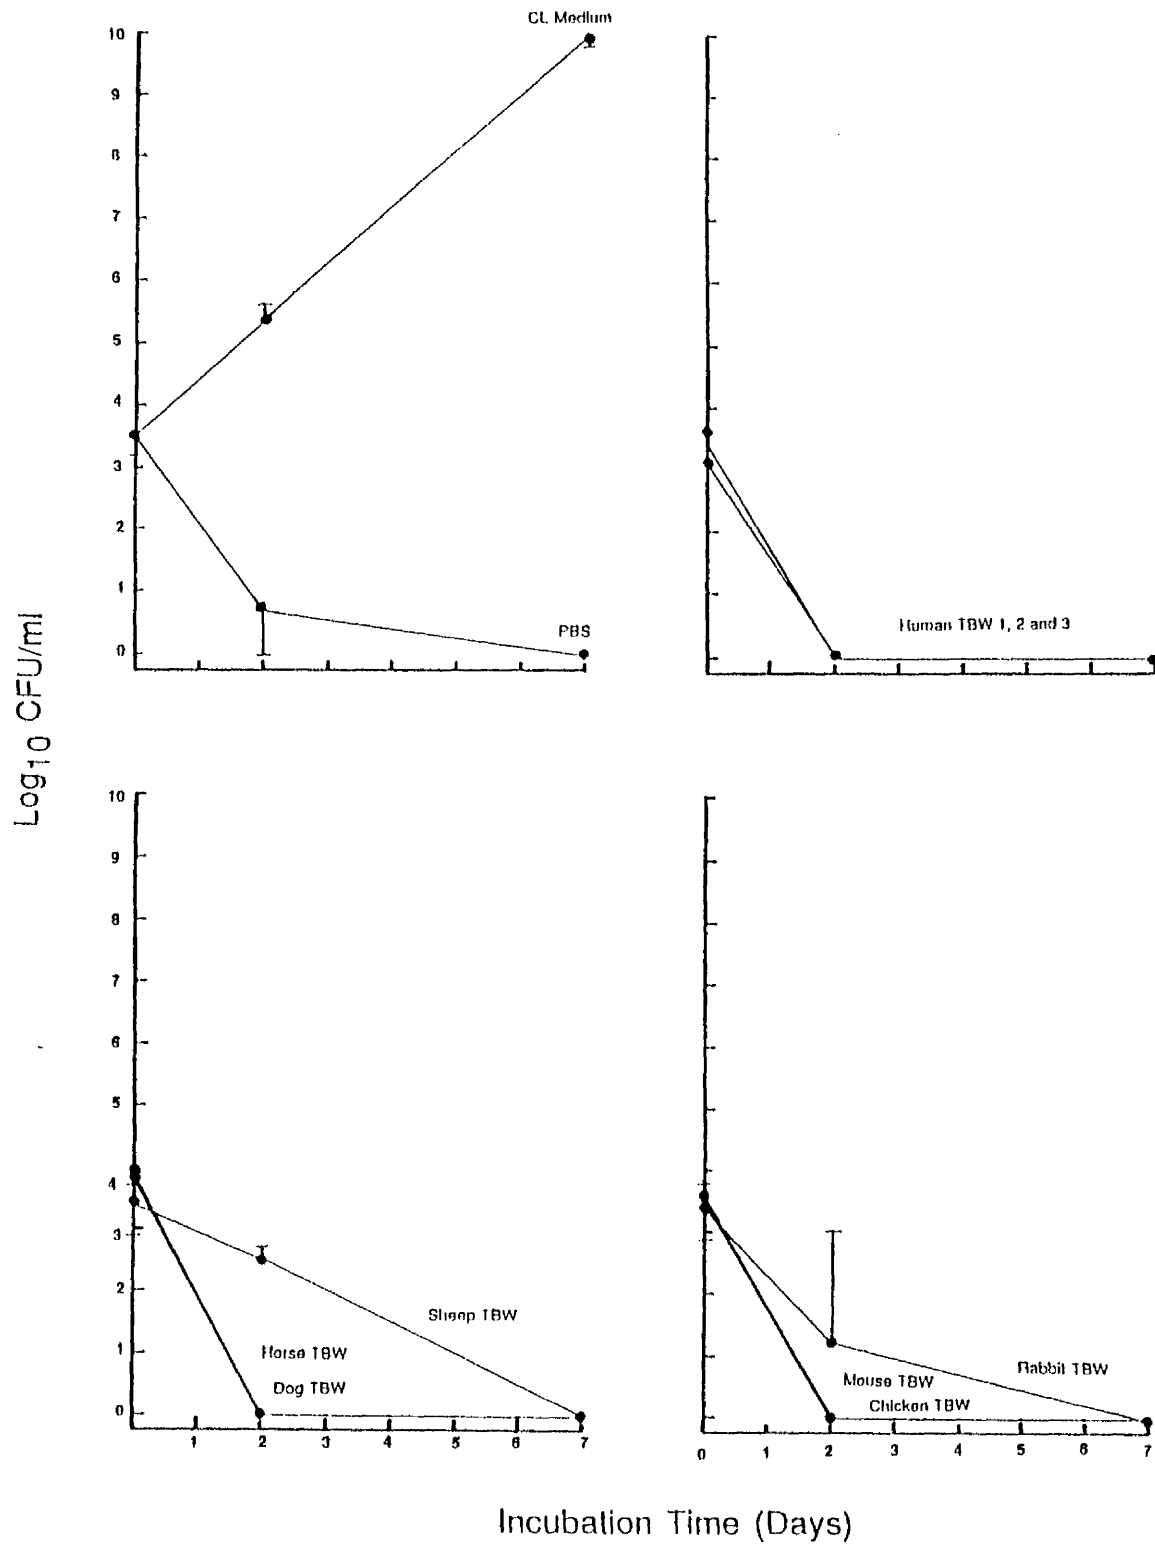 CL Medium
10
9
8
7
6
5
4
3
2
1
0
PBS
Human TBW 1, 2 and 3
Log10 CFU/ml
10
9
8
7
6
5
4
3
2
1
0
Sheep TBW
Horse TBW
Dog TBW
1 2 3 4 5 6 7
Rabbit TBW
Mouse TBW
Chicken TBW
0 1 2 3 4 5 6 7
Incubation Time (Days)